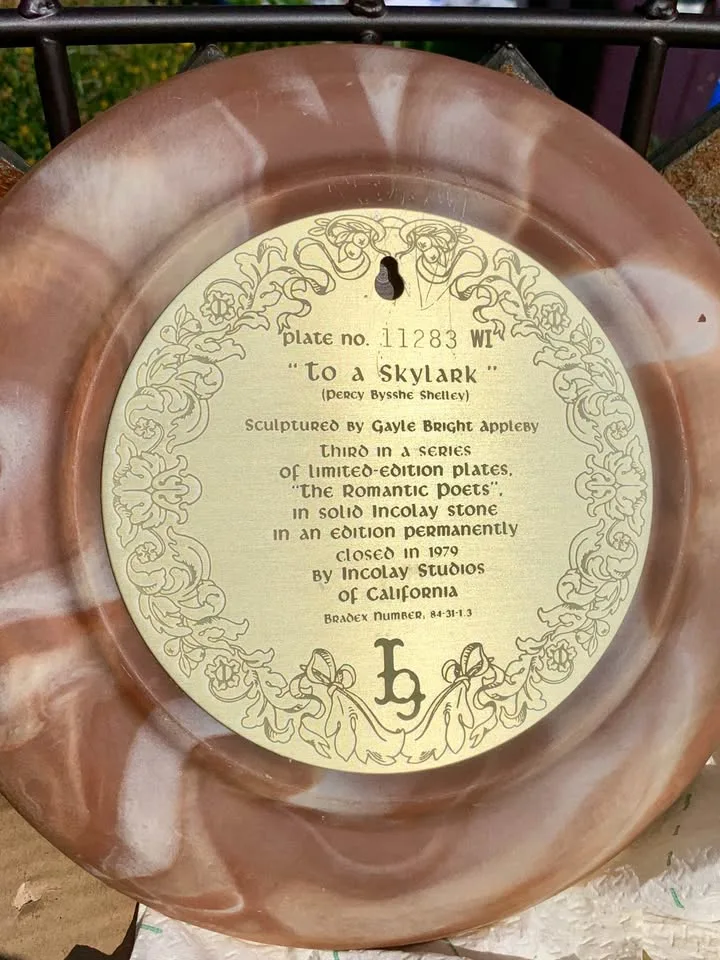 plate no. 11283 WI
"To a Skylark"
(Percy Bysshe Shelley)
Sculptured by Gayle Bright Appleby
Third in a series
of limited-edition plates,
"The Romantic Poets",
in solid Incolay stone
in an edition permanently
closed in 1979
by Incolay Studios
of California
Bradex Number, 84-31-1.3